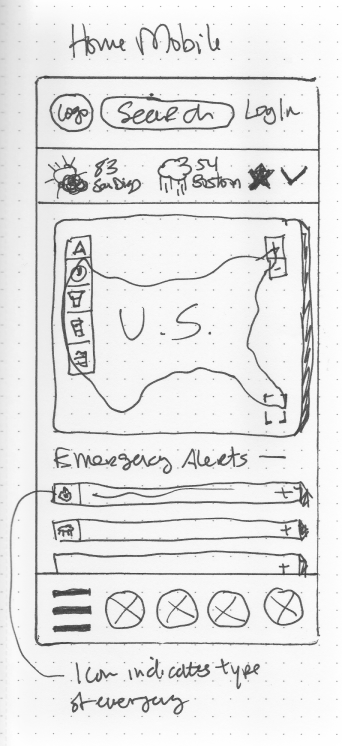 Home Mobile
Logo Search Log In
83 54
San Diego Boston
U.S.
+
-
Emergency Alerts —
+
+
+
Icon indicates type
of emergency